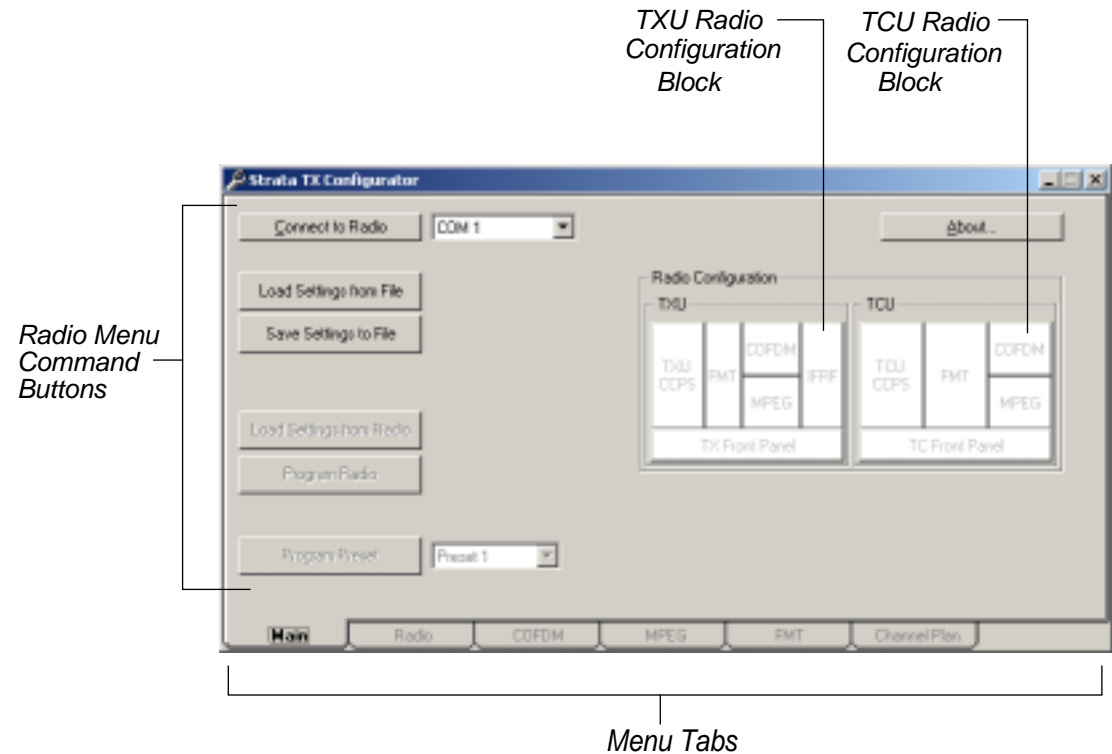 TXU Radio
Configuration
Block
TCU Radio
Configuration
Block
Strata TX Configurator
Connect to Radio
COM 1
About...
Load Settings from File
Save Settings to File
Radio Menu
Command
Buttons
Radio Configuration
TXU
TXU
CCPS
FMT
COFDM
MPEG
IFRF
TX Front Panel
TCU
TCU
CCPS
FMT
COFDM
MPEG
TC Front Panel
Load Settings from Radio
Program Radio
Program Preset
Preset 1
Main
Radio
COFDM
MPEG
FMT
Channel Plan
Menu Tabs